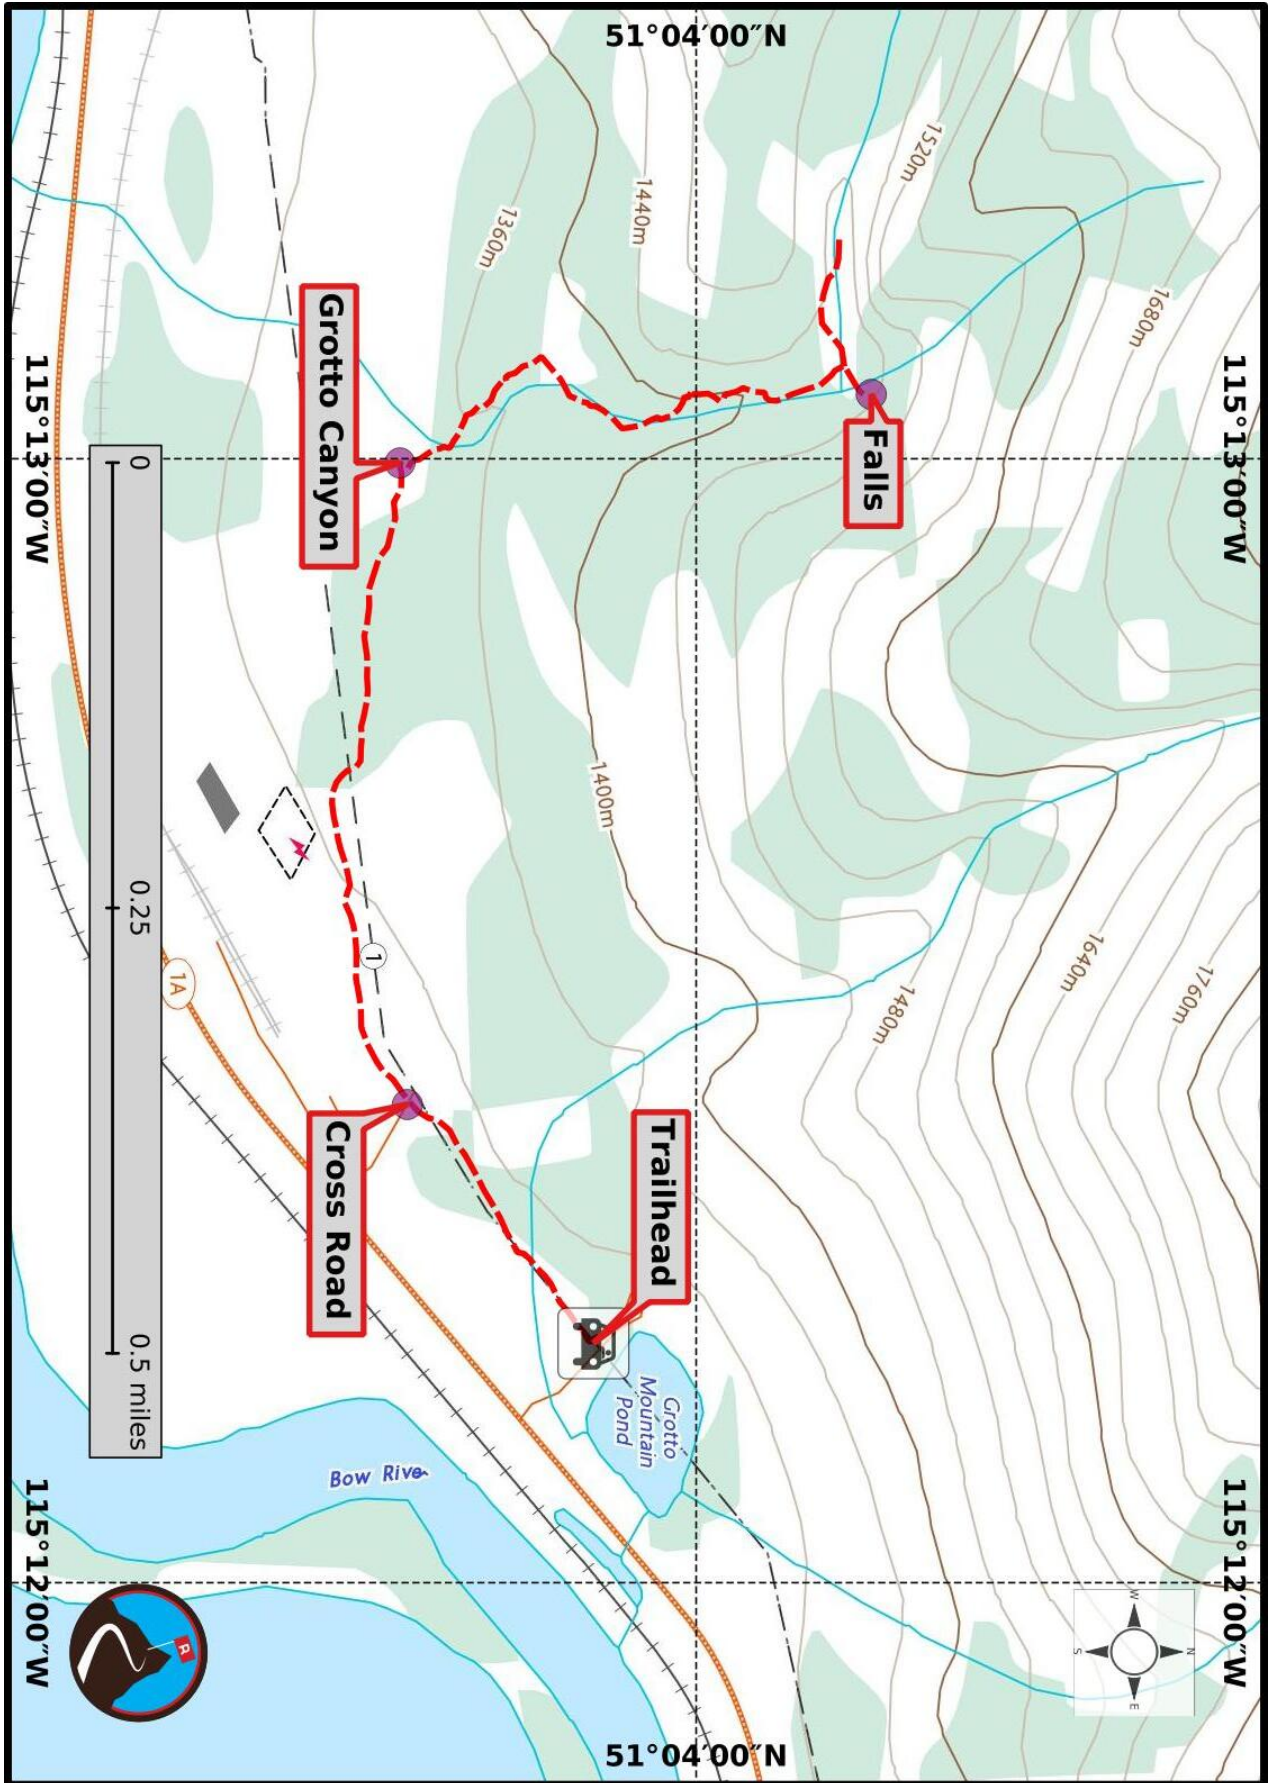 51°04′00″N
1520m
1440m
1360m
1680m
115°13′00″W
115°13′00″W
Grotto Canyon
Falls
0
0.25
0.5 miles
1400m
1
1A
1640m
1760m
1480m
Trailhead
Cross Road
Grotto
Mountain
Pond
Bow River
115°12′00″W
115°12′00″W
N
W
E
S
R
51°04′00″N